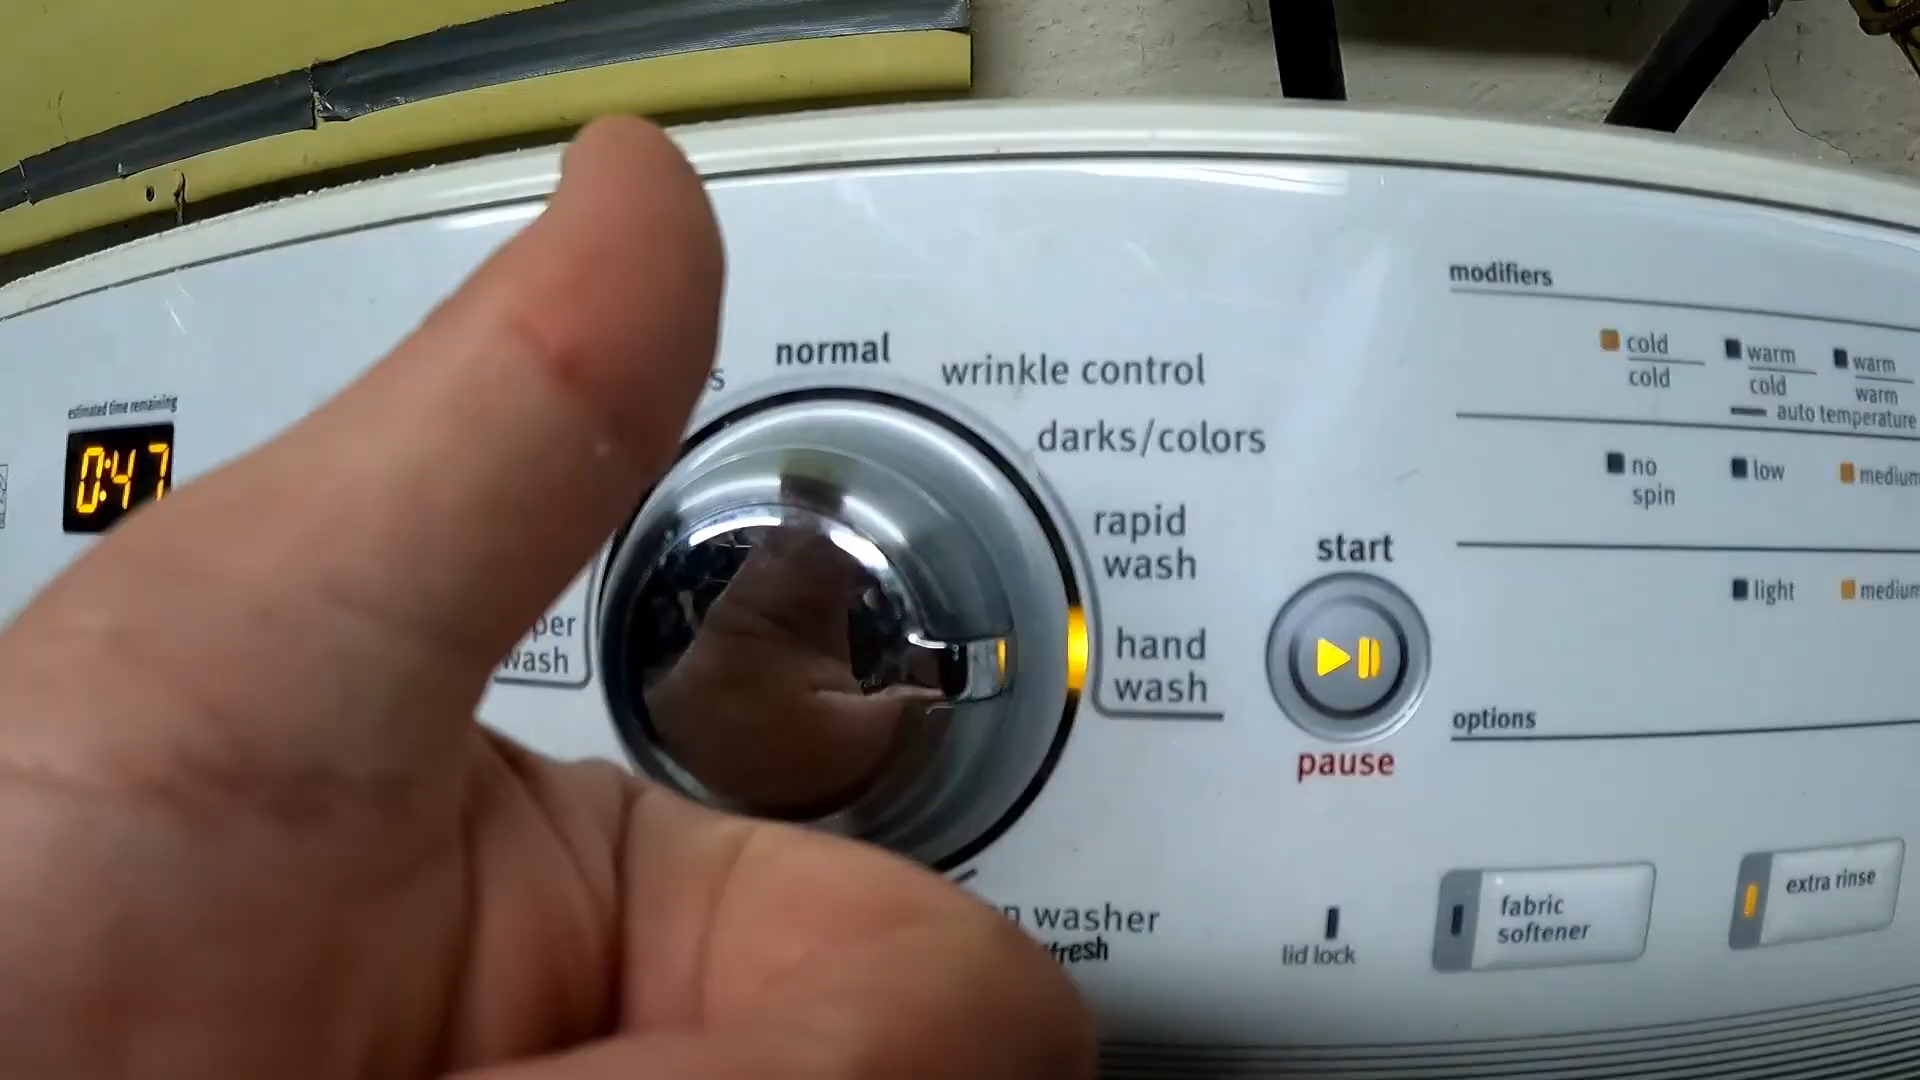 estimated time remaining
0:47
normal
wrinkle control
darks/colors
rapid
wash
hand
wash
wash
washer
fresh
start
pause
lid lock
modifiers
cold
cold
warm
cold
warm
warm
auto temperature
no
spin
low
medium
light
medium
options
fabric
softener
extra rinse